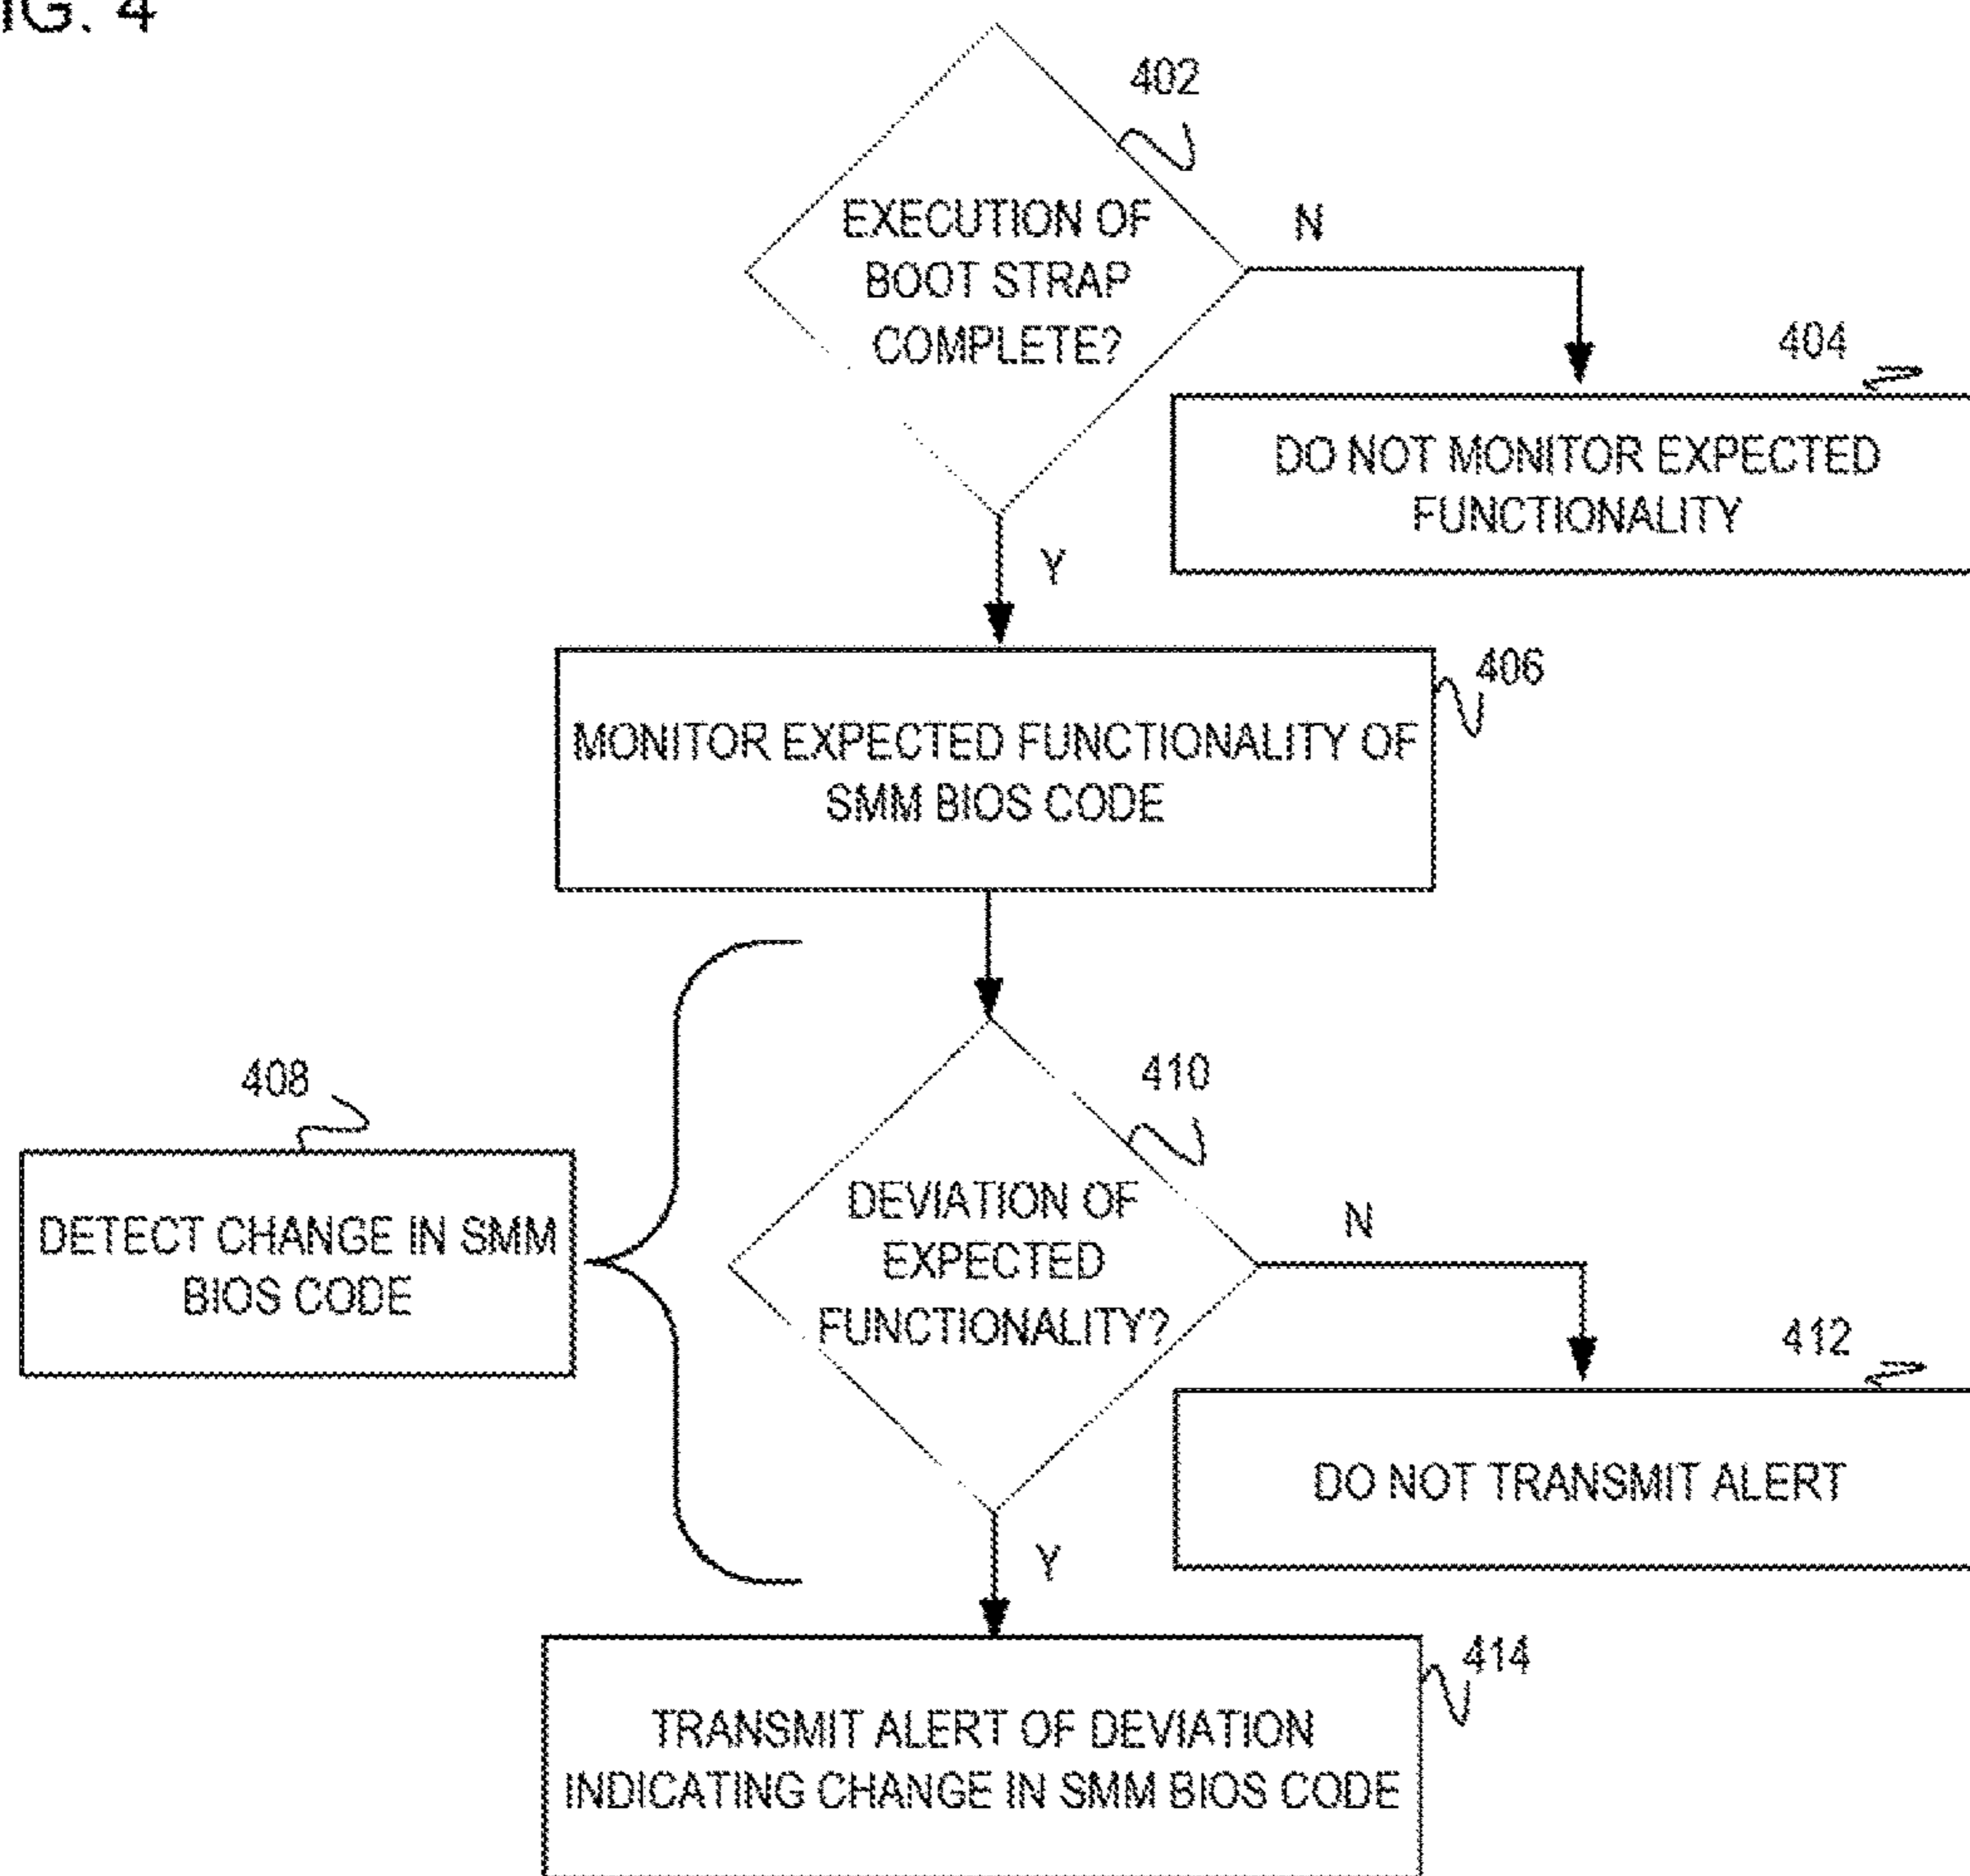 IG. 4
402
EXECUTION OF
BOOT STRAP
COMPLETE?
N
404
DO NOT MONITOR EXPECTED
FUNCTIONALITY
Y
406
MONITOR EXPECTED FUNCTIONALITY OF
SMM BIOS CODE
408
DETECT CHANGE IN SMM
BIOS CODE
410
DEVIATION OF
EXPECTED
FUNCTIONALITY?
N
412
DO NOT TRANSMIT ALERT
Y
414
TRANSMIT ALERT OF DEVIATION
INDICATING CHANGE IN SMM BIOS CODE